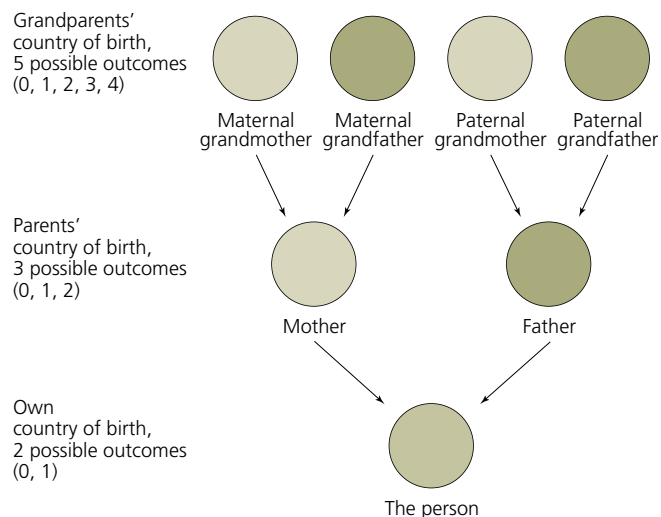 Grandparents'
country of birth,
5 possible outcomes
(0, 1, 2, 3, 4)
Maternal
grandmother
Maternal
grandfather
Paternal
grandmother
Paternal
grandfather
Parents'
country of birth,
3 possible outcomes
(0, 1, 2)
Mother
Father
Own
country of birth,
2 possible outcomes
(0, 1)
The person